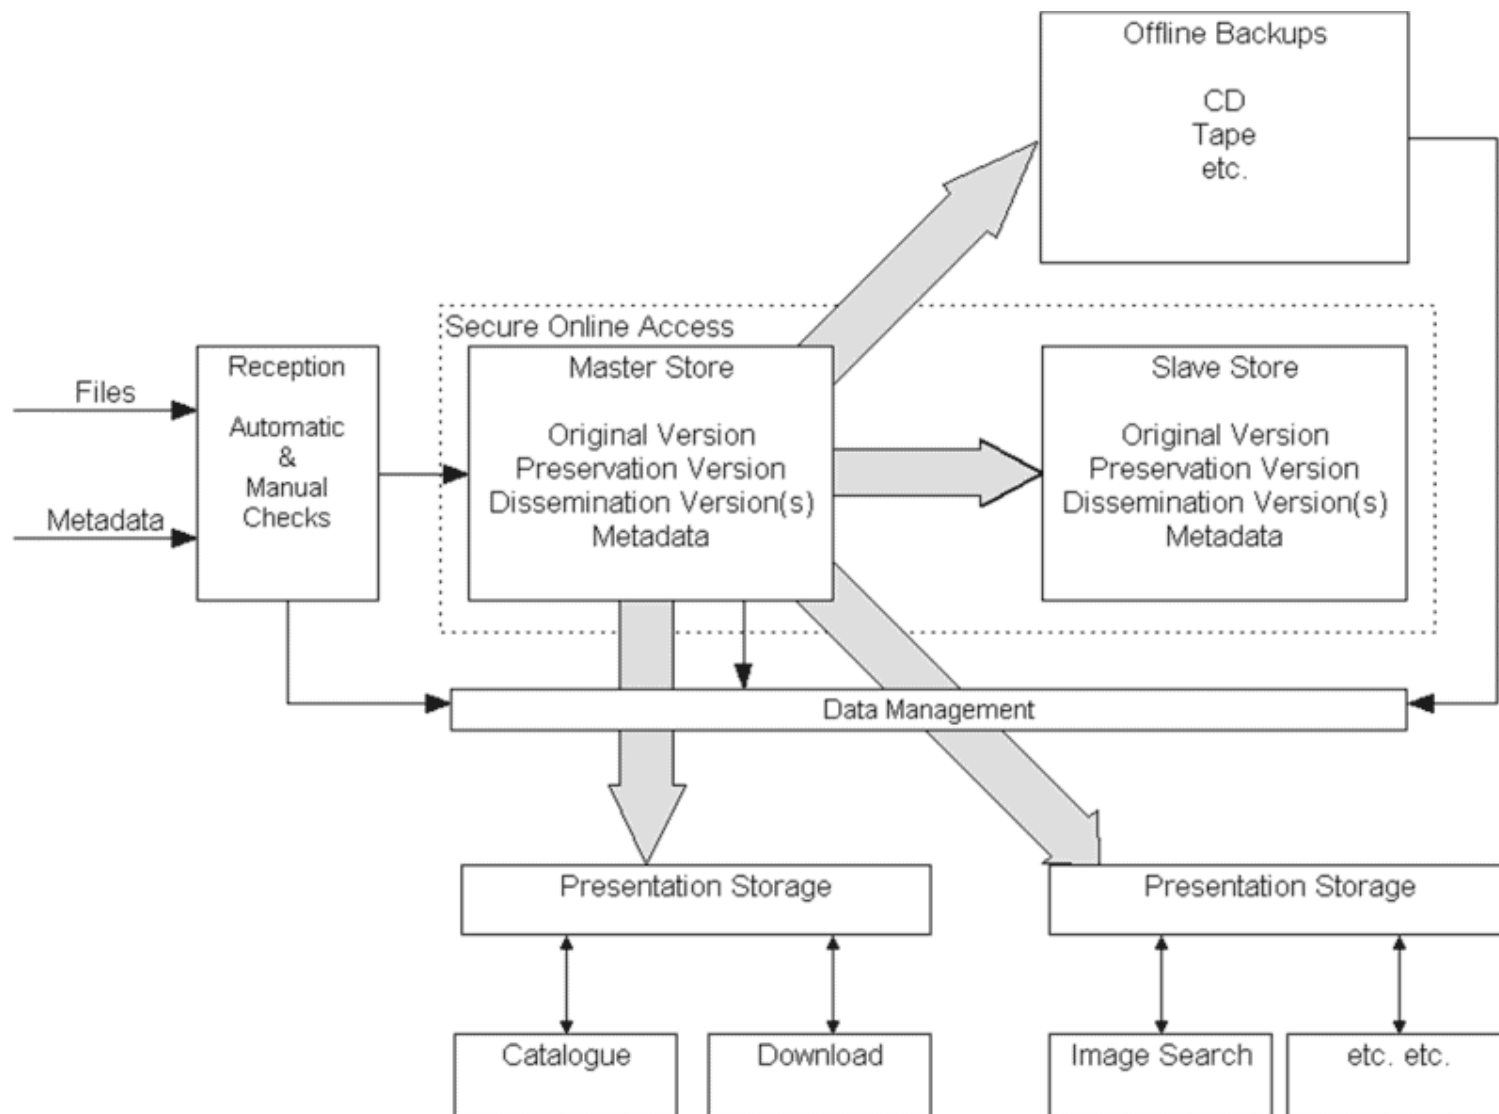 Offline Backups
CD
Tape
etc.
Secure Online Access
Files
Metadata
Reception
Automatic
&
Manual
Checks
Master Store
Original Version
Preservation Version
Dissemination Version(s)
Metadata
Slave Store
Original Version
Preservation Version
Dissemination Version(s)
Metadata
Data Management
Presentation Storage
Presentation Storage
Catalogue
Download
Image Search
etc. etc.